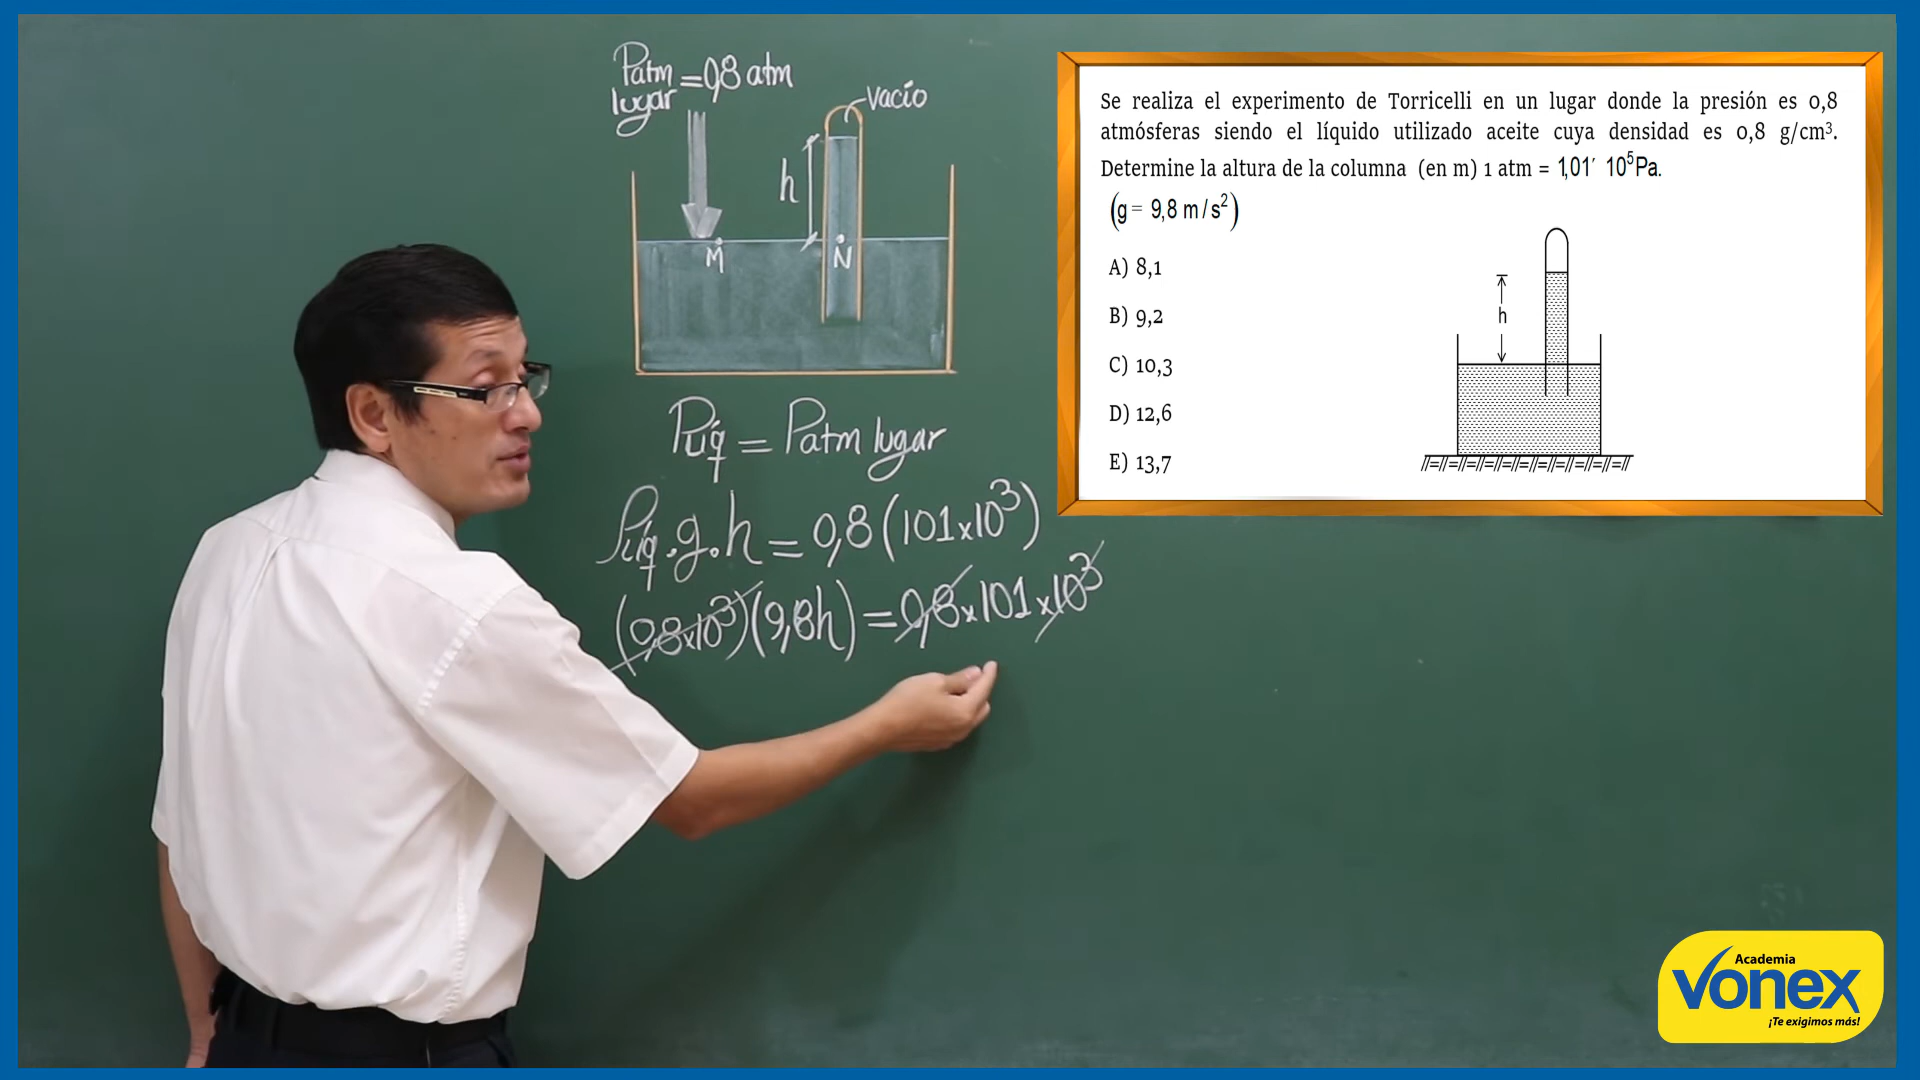 Patm
lugar = 0,8 atm
vacío
h
M
N
Plíq = Patm lugar
ρlíq . g . h = 0,8 (101x10³)
(0,8x10³)(9,8h) = 0,8x101x10³
Se realiza el experimento de Torricelli en un lugar donde la presión es 0,8
atmósferas siendo el líquido utilizado aceite cuya densidad es 0,8 g/cm³.
Determine la altura de la columna (en m) 1 atm = 1,01´ 10⁵Pa.
(g = 9,8 m / s²)
A) 8,1
B) 9,2
C) 10,3
D) 12,6
E) 13,7
h
Academia
vonex
¡Te exigimos más!